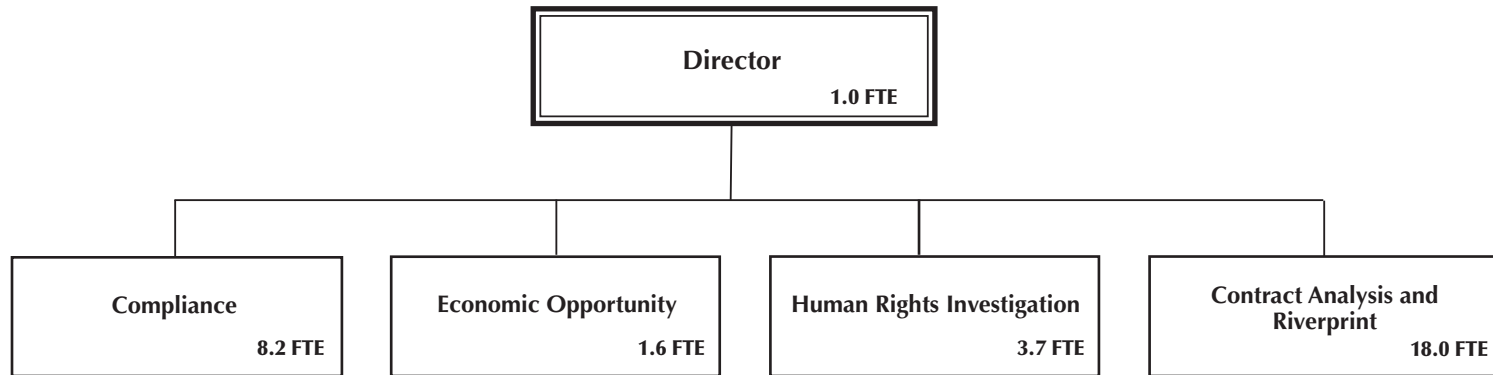 Director
1.0 FTE
Compliance
8.2 FTE
Economic Opportunity
1.6 FTE
Human Rights Investigation
3.7 FTE
Contract Analysis and
Riverprint
18.0 FTE